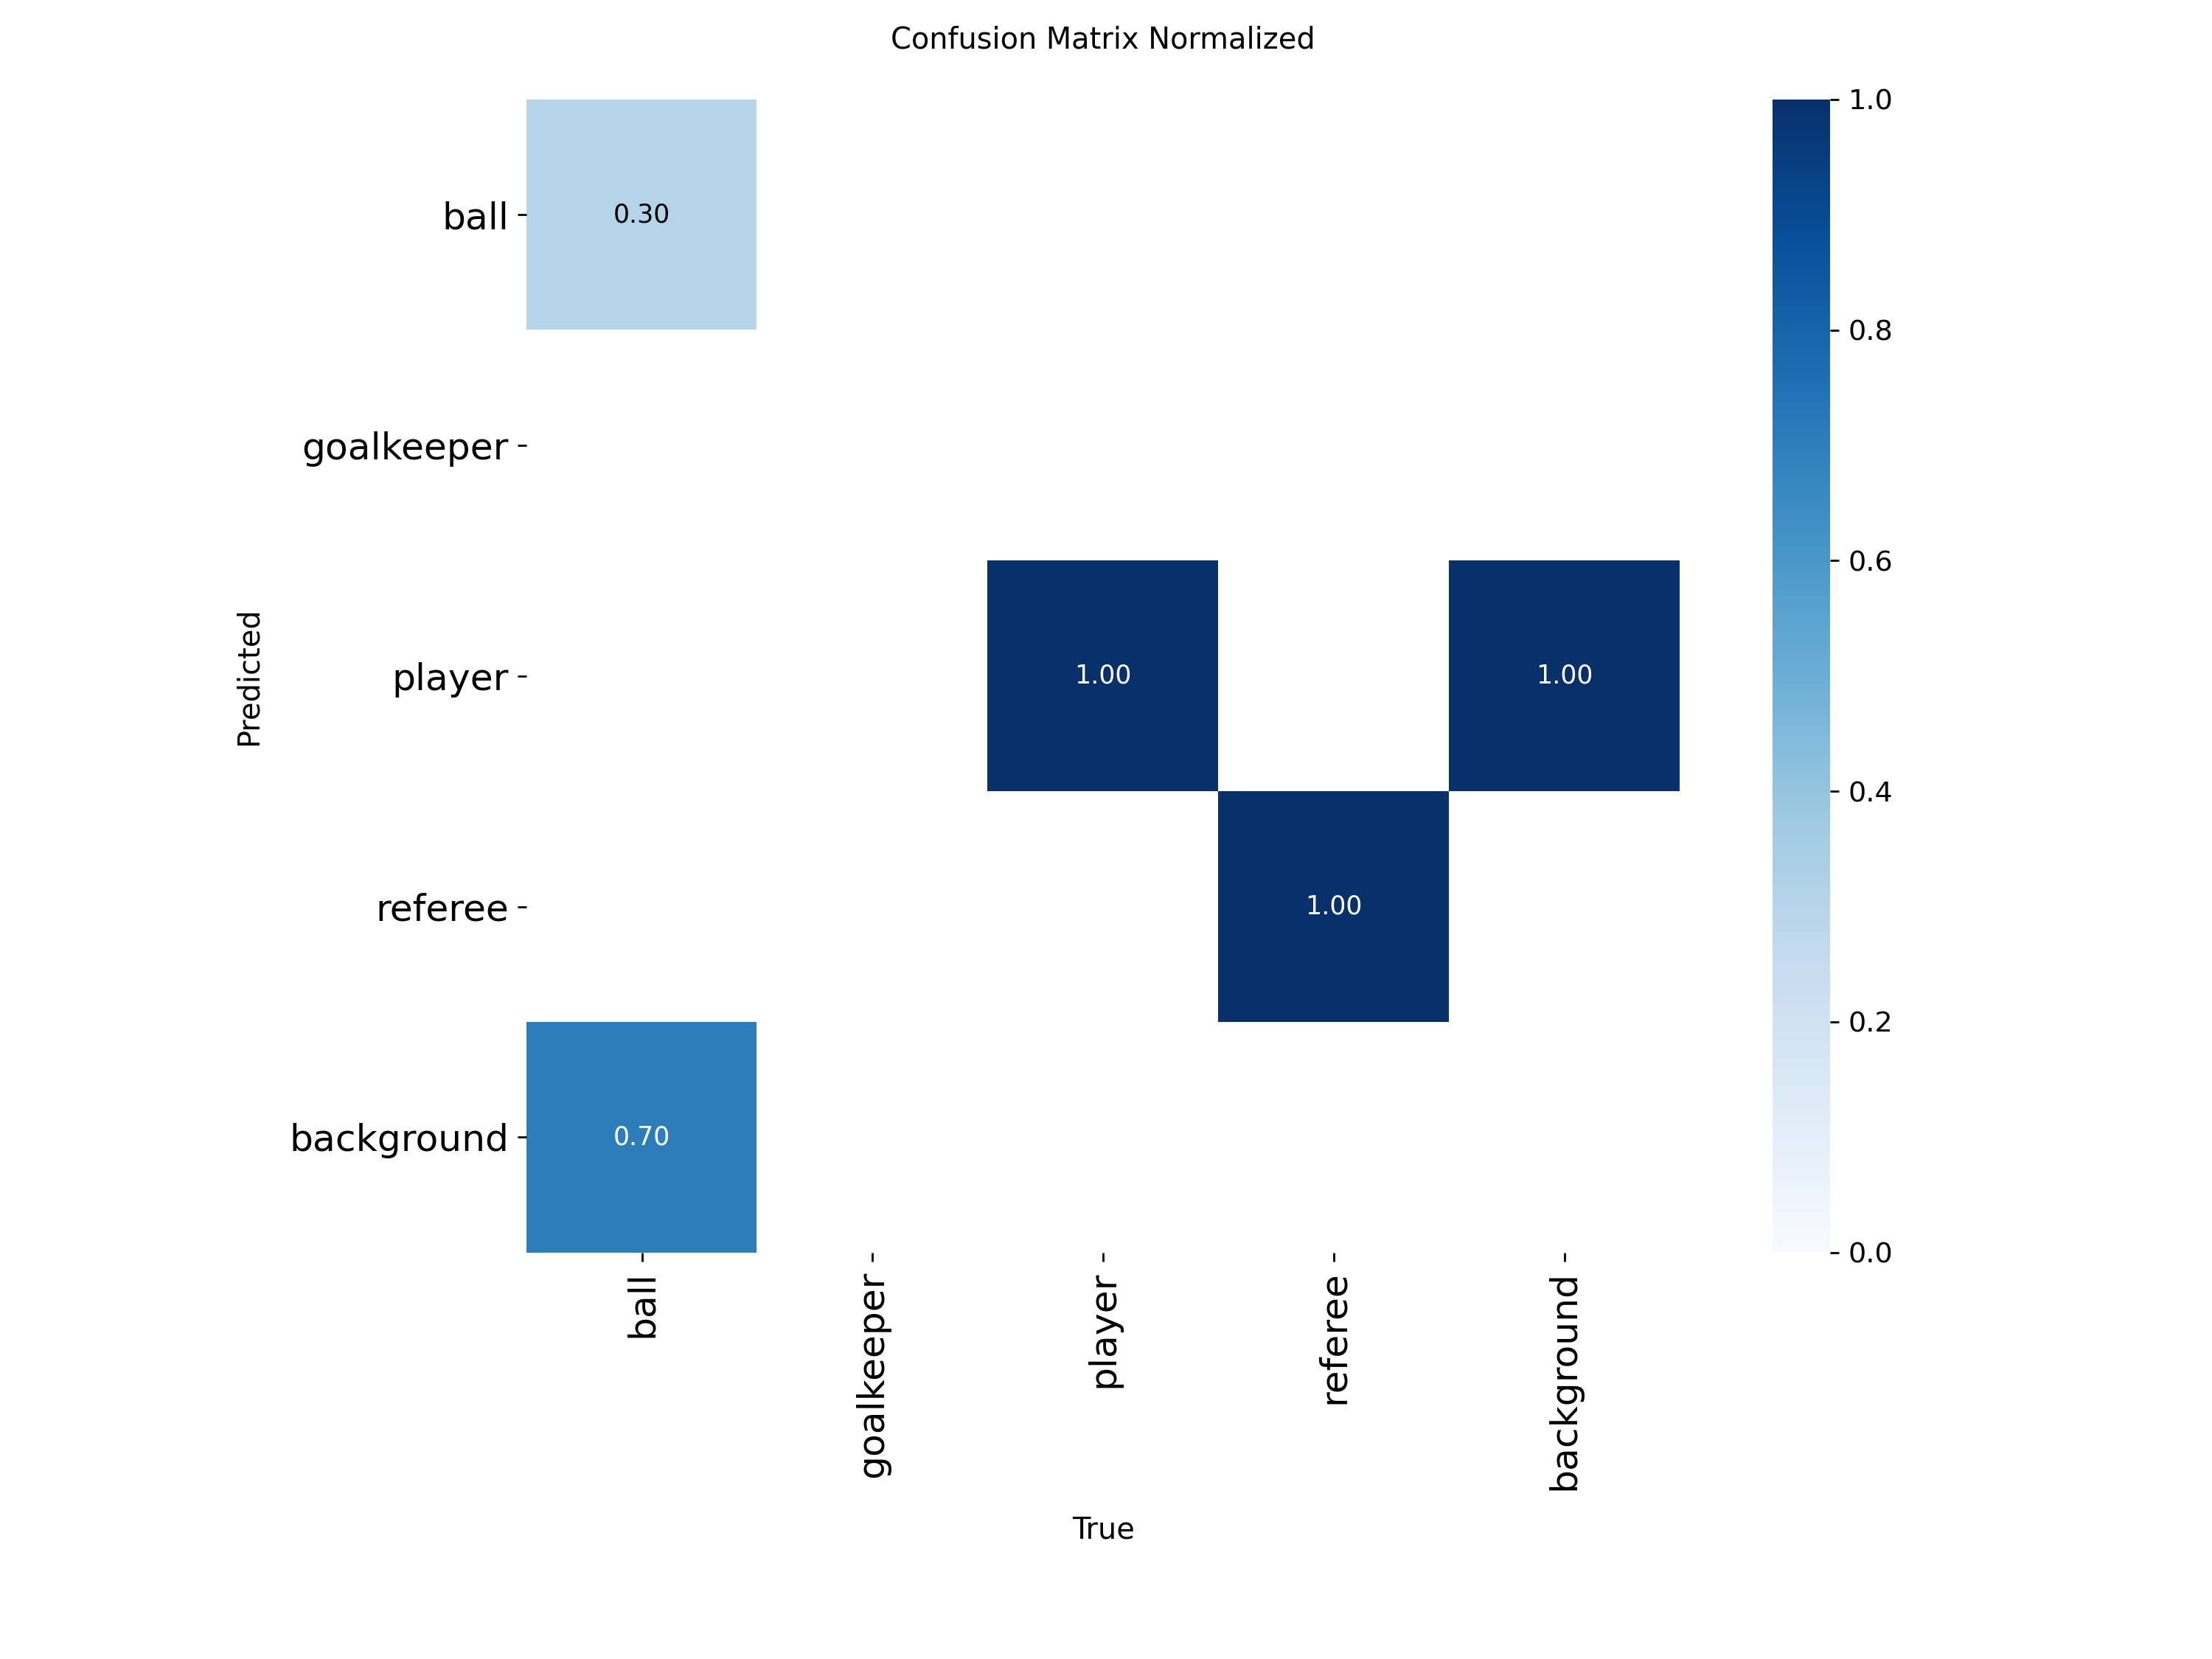 Confusion Matrix Normalized
1.0
ball
0.30
0.8
goalkeeper
0.6
Predicted
player
1.00
1.00
0.4
referee
1.00
0.2
background
0.70
0.0
ball
goalkeeper
player
referee
background
True